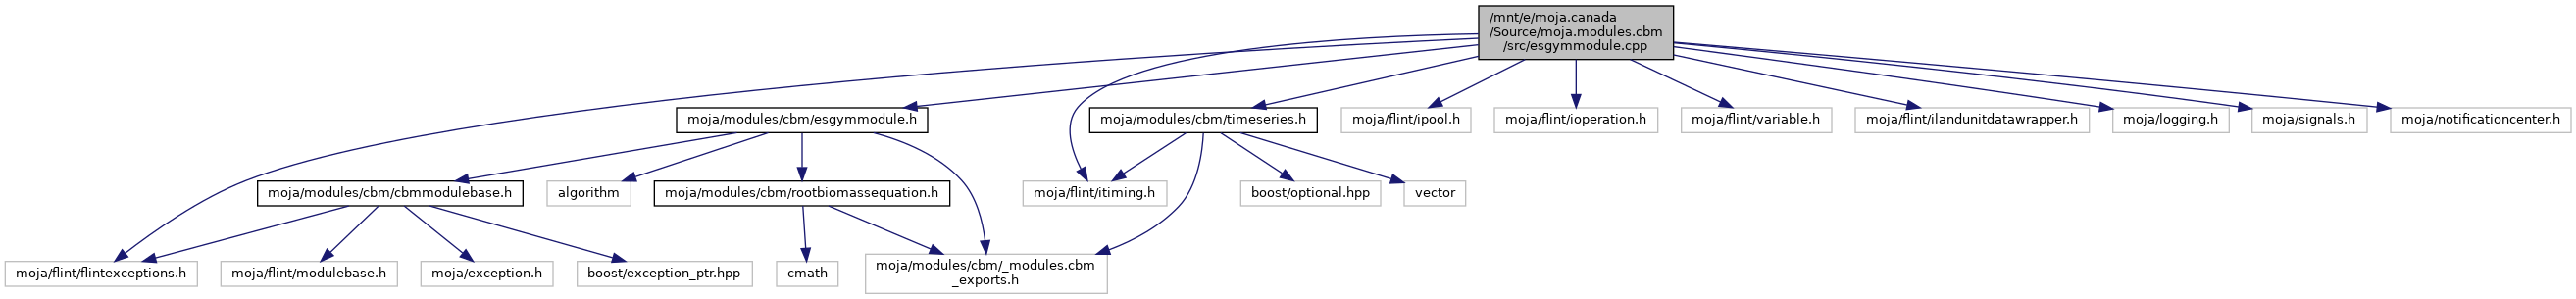 /mnt/e/moja.canada
/Source/moja.modules.cbm
/src/esgymmodule.cpp
moja/modules/cbm/esgymmodule.h
moja/modules/cbm/timeseries.h
moja/flint/ipool.h
moja/flint/ioperation.h
moja/flint/variable.h
moja/flint/ilandunitdatawrapper.h
moja/logging.h
moja/signals.h
moja/notificationcenter.h
moja/modules/cbm/cbmmodulebase.h
algorithm
moja/modules/cbm/rootbiomassequation.h
moja/flint/itiming.h
boost/optional.hpp
vector
moja/flint/flintexceptions.h
moja/flint/modulebase.h
moja/exception.h
boost/exception_ptr.hpp
cmath
moja/modules/cbm/_modules.cbm
_exports.h